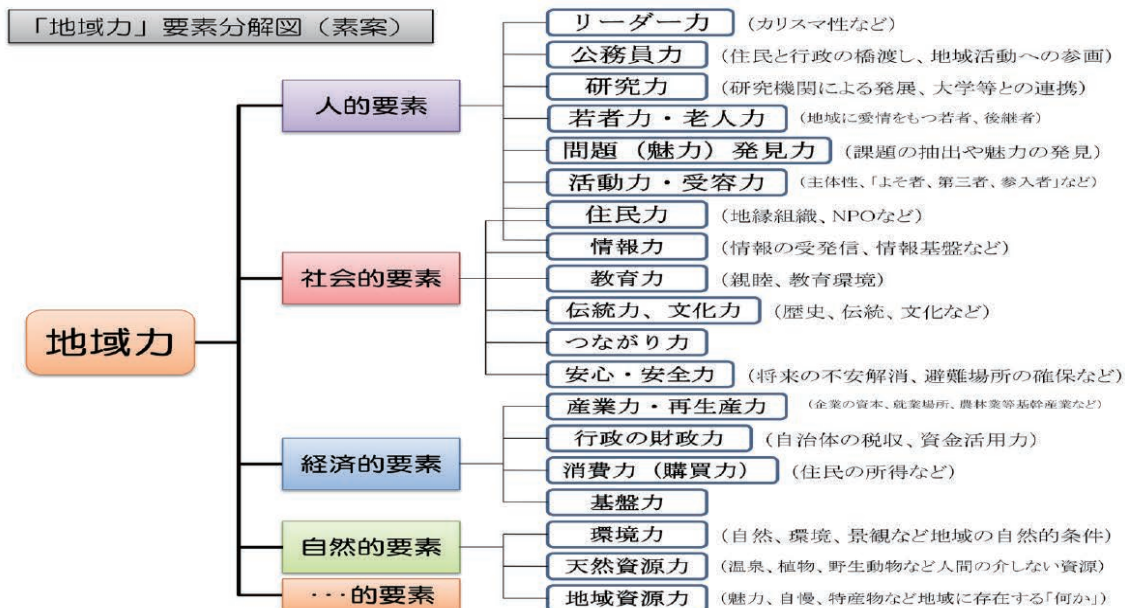 「地域力」要素分解図（素案）
地域力
人的要素
リーダー力 （カリスマ性など）
公務員力 （住民と行政の橋渡し、地域活動への参画）
研究力 （研究機関による発展、大学等との連携）
若者力・老人力 （地域に愛情をもつ若者、後継者）
問題（魅力）発見力 （課題の抽出や魅力の発見）
活動力・受容力 （主体性、「よそ者、第三者、参入者」など）
住民力 （地縁組織、NPOなど）
情報力 （情報の受発信、情報基盤など）
社会的要素
教育力 （親睦、教育環境）
伝統力、文化力 （歴史、伝統、文化など）
つながり力
安心・安全力 （将来の不安解消、避難場所の確保など）
経済的要素
産業力・再生産力 （企業の資本、就業場所、農林業等基幹産業など）
行政の財政力 （自治体の税収、資金活用力）
消費力（購買力） （住民の所得など）
基盤力
自然的要素
環境力 （自然、環境、景観など地域の自然的条件）
天然資源力 （温泉、植物、野生動物など人間の介しない資源）
地域資源力 （魅力、自慢、特産物など地域に存在する「何か」）
･･･的要素